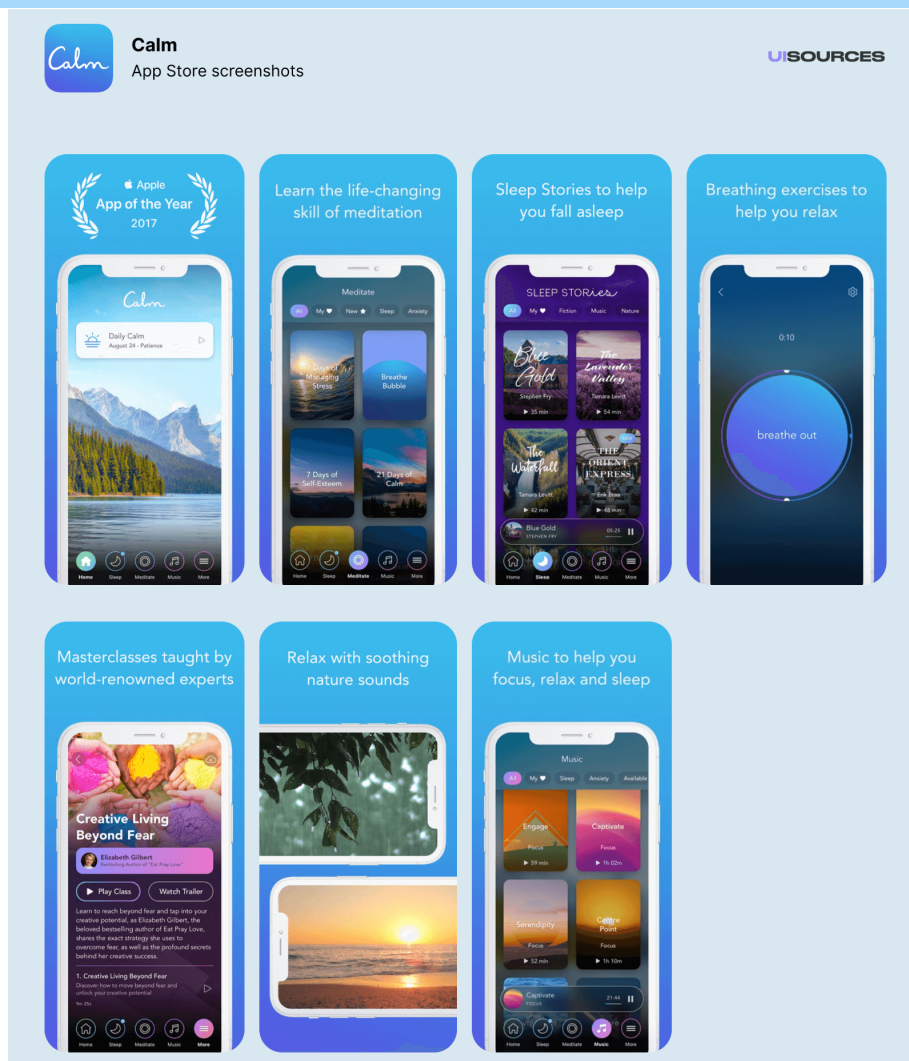 Calm
Calm
App Store screenshots
UISOURCES
Apple
App of the Year
2017
Calm
Daily Calm
August 24 - Patience
Home
Sleep
Meditate
Music
More
Learn the life-changing
skill of meditation
Meditate
All
My
New
Sleep
Anxiety
7 Days of
Managing
Stress
Breathe
Bubble
7 Days of
Self-Esteem
21 Days of
Calm
Home
Sleep
Meditate
Music
More
Sleep Stories to help
you fall asleep
SLEEP STORies
All
My
Fiction
Music
Nature
Blue
Gold
Stephen Fry
35 min
The
Lavender
Valley
Tamara Levitt
54 min
The
Waterfall
Tamara Levitt
42 min
NEW
THE
ORIENT
EXPRESS
Erik Braa
48 min
Blue Gold
STEPHEN FRY
05:25
Home
Sleep
Meditate
Music
More
Breathing exercises to
help you relax
0:10
breathe out
Masterclasses taught by
world-renowned experts
Creative Living
Beyond Fear
Elizabeth Gilbert
Bestselling Author of "Eat Pray Love"
Play Class
Watch Trailer
Learn to reach beyond fear and tap into your
creative potential, as Elizabeth Gilbert, the
beloved bestselling author of Eat Pray Love,
shares the exact strategy she uses to
overcome fear, as well as the profound secrets
behind her creative success.
1. Creative Living Beyond Fear
Discover how to move beyond fear and
unlock your creative potential
9m 25s
Home
Sleep
Meditate
Music
More
Relax with soothing
nature sounds
Music to help you
focus, relax and sleep
Music
All
My
Sleep
Anxiety
Available
Engage
Focus
59 min
Captivate
Focus
1h 02m
Serendipity
Focus
52 min
Centre
Point
Focus
1h 10m
Captivate
FOCUS
21:44
Home
Sleep
Meditate
Music
More